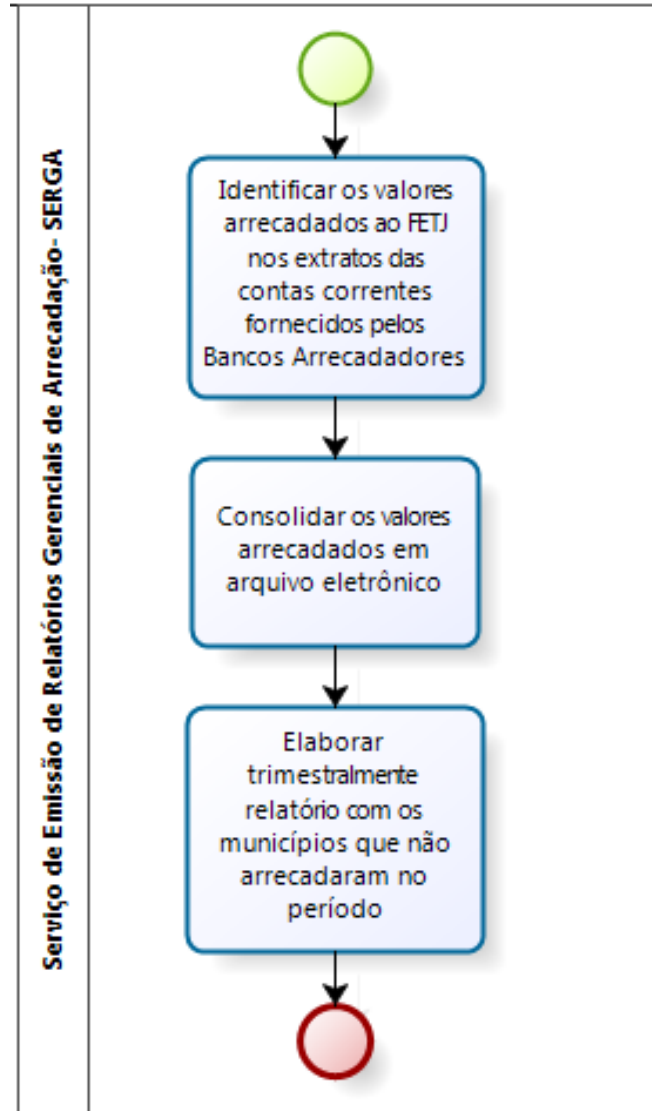 Serviço de Emissão de Relatórios Gerenciais de Arrecadação- SERGA
Identificar os valores
arrecadados ao FETJ
nos extratos das
contas correntes
fornecidos pelos
Bancos Arrecadadores
Consolidar os valores
arrecadados em
arquivo eletrônico
Elaborar
trimestralmente
relatório com os
municípios que não
arrecadaram no
período